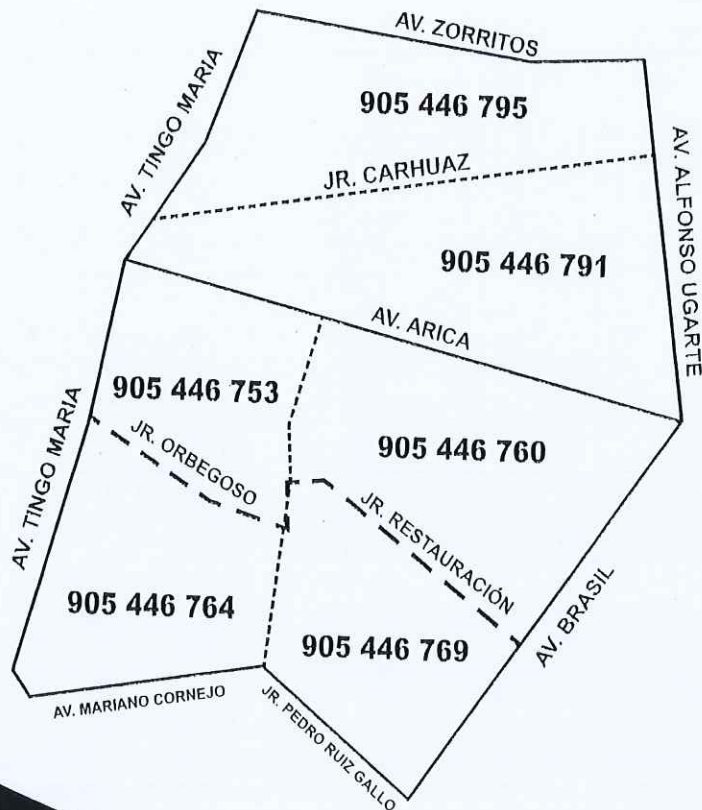 AV. ZORRITOS
AV. TINGO MARIA
905 446 795
JR. CARHUAZ
AV. ALFONSO UGARTE
905 446 791
AV. ARICA
905 446 753
AV. TINGO MARIA
JR. ORBEGOSO
905 446 760
JR. RESTAURACIÓN
905 446 764
905 446 769
AV. BRASIL
AV. MARIANO CORNEJO
JR. PEDRO RUIZ GALLO